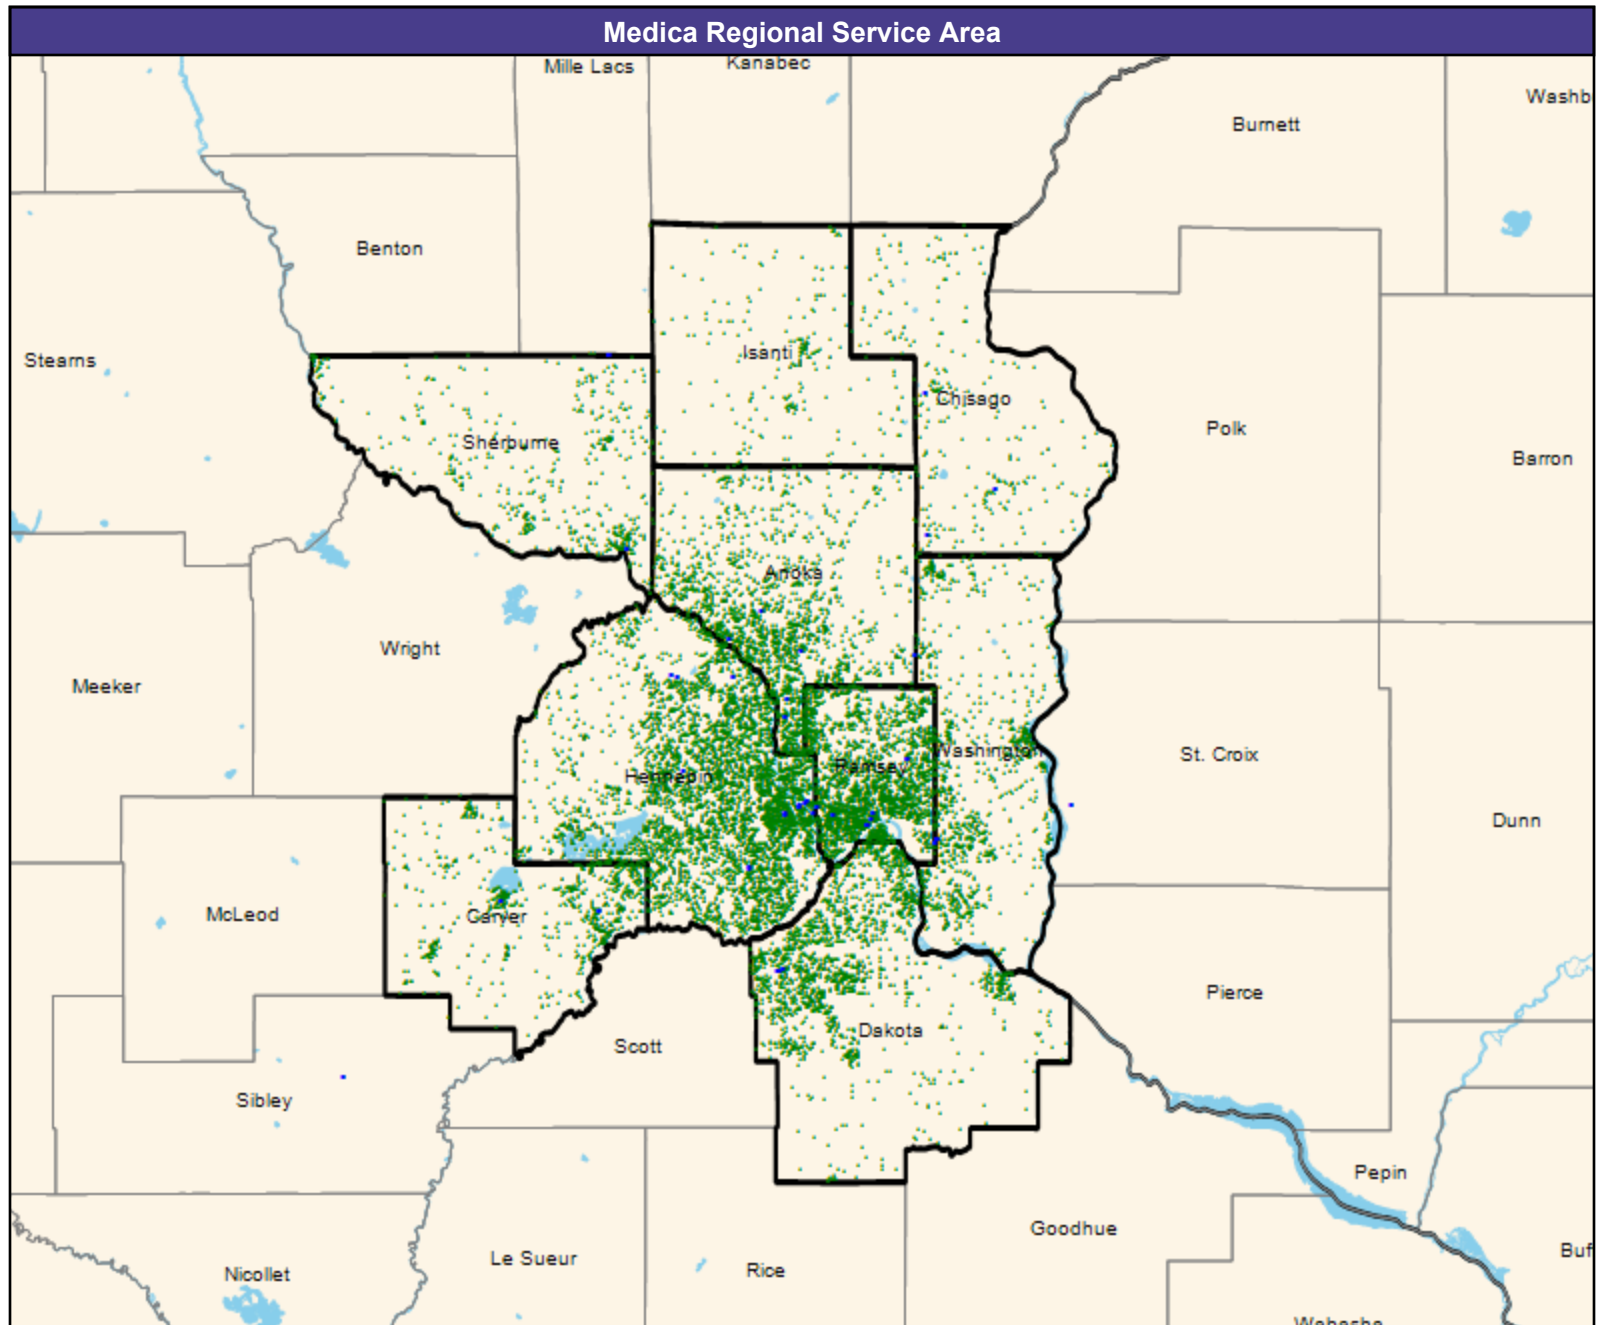 Medica Regional Service Area
Mille Lacs
Kanabec
Washb
Burnett
Benton
Isanti
Stearns
Chisago
Polk
Sherburne
Barron
Anoka
Wright
Meeker
Washington
St. Croix
Ramsey
Hennepin
Dunn
McLeod
Carver
Pierce
Dakota
Scott
Sibley
Pepin
Goodhue
Buf
Le Sueur
Rice
Nicollet
Wabasha